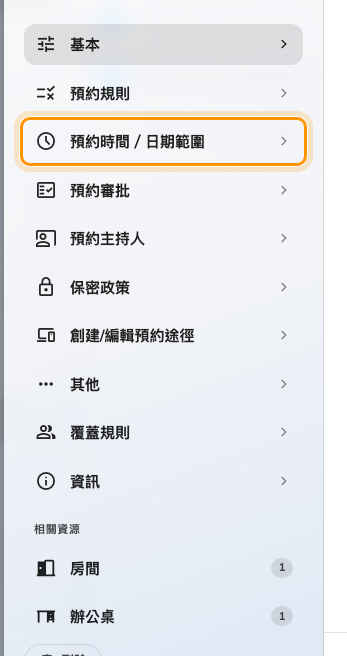 基本
預約規則
預約時間 / 日期範圍
預約審批
預約主持人
保密政策
創建/編輯預約途徑
其他
覆蓋規則
資訊
相關資源
房間 1
辦公桌 1